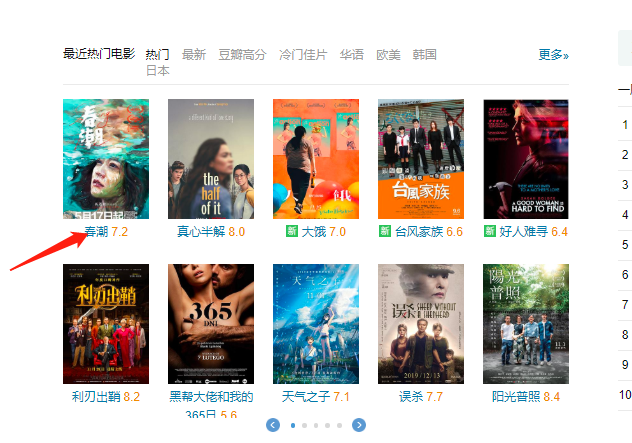 最近热门电影 热门 最新 豆瓣高分 冷门佳片 华语 欧美 韩国 更多»
日本
一周
春潮
5月17日起
the
half
of it
台風家族
A GOOD WOMAN IS
HARD TO FIND
春潮 7.2
真心半解 8.0
新 大饿 7.0
新 台风家族 6.6
新 好人难寻 6.4
利刃出鞘
365
DNI
7 LUTEGO
天气之子
误杀
SHEEP WITHOUT
A SHEPHERD
2019/12/13
陽光
普照
11.1
利刃出鞘 8.2
黑帮大佬和我的
365日 5.6
天气之子 7.1
误杀 7.7
阳光普照 8.4
1
2
3
4
5
6
7
8
9
10